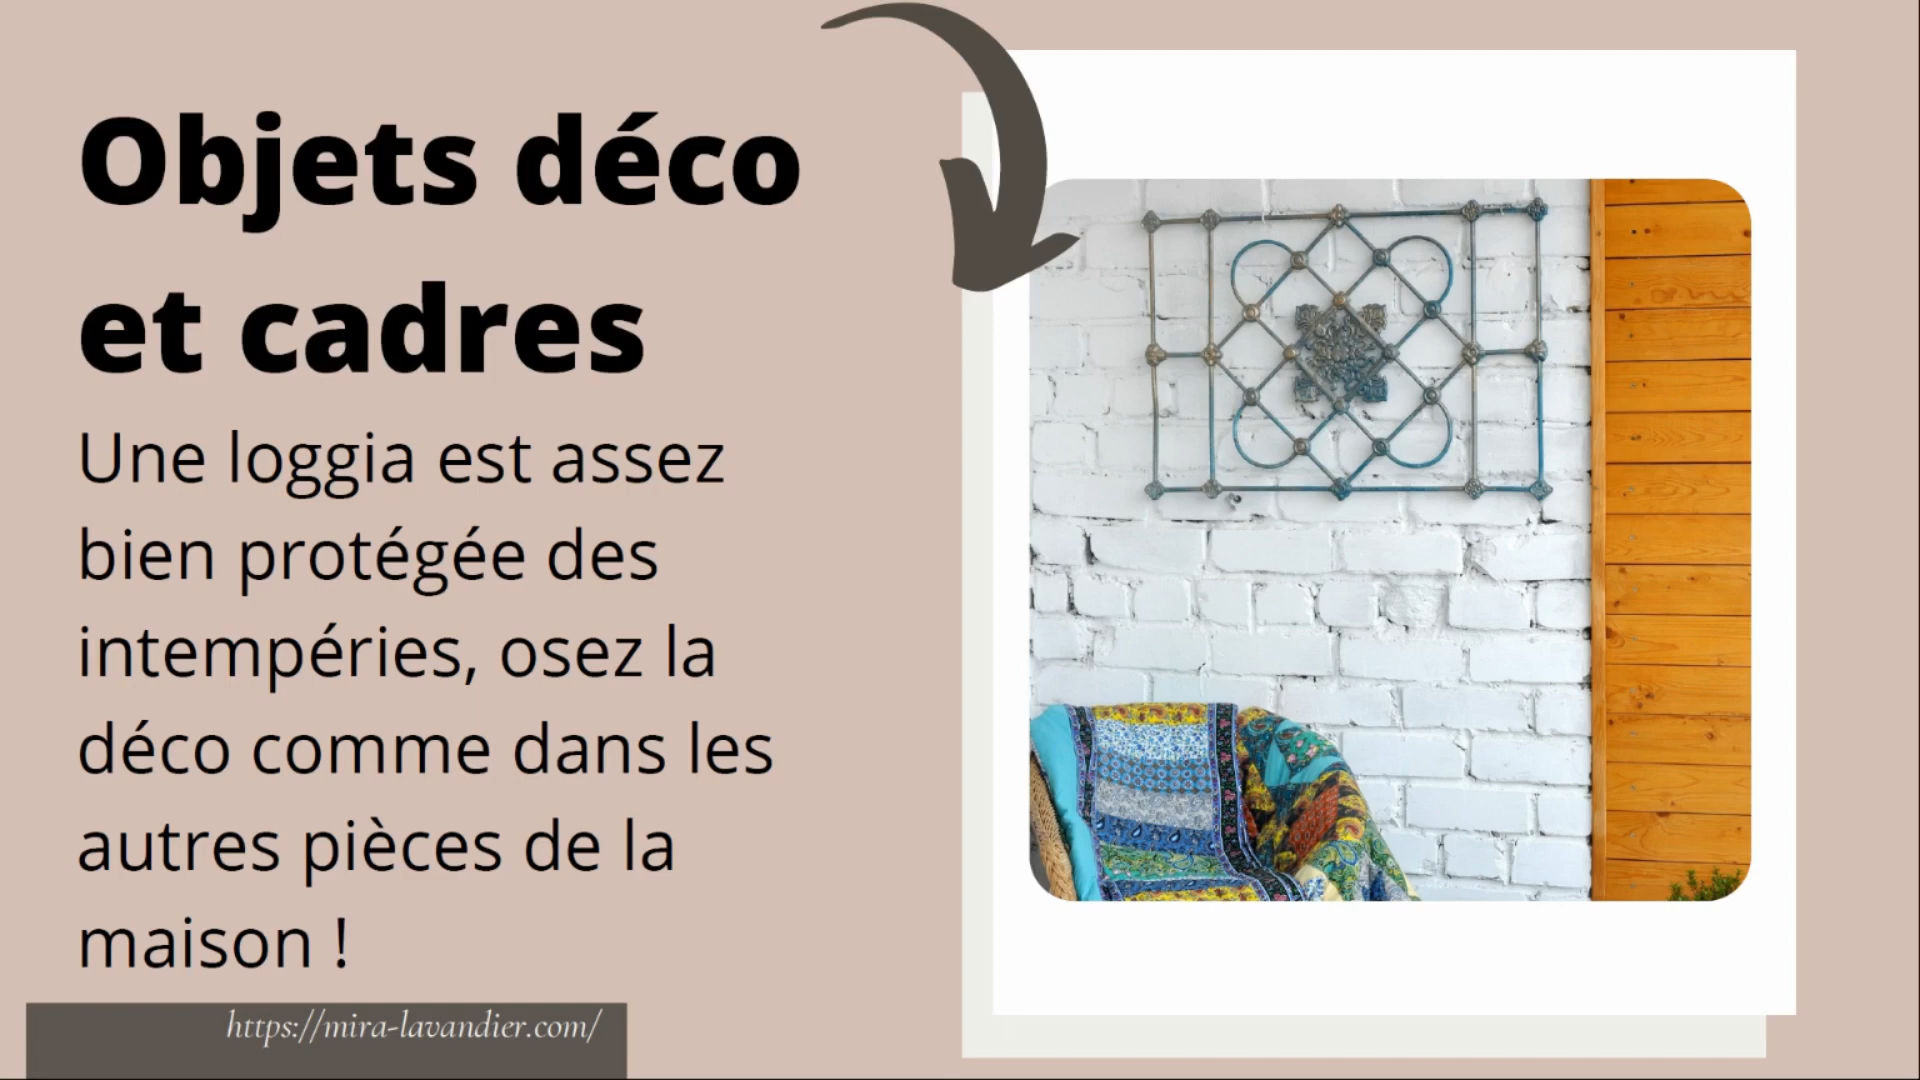 Objets déco
et cadres
Une loggia est assez
bien protégée des
intempéries, osez la
déco comme dans les
autres pièces de la
maison !
https://mira-lavandier.com/